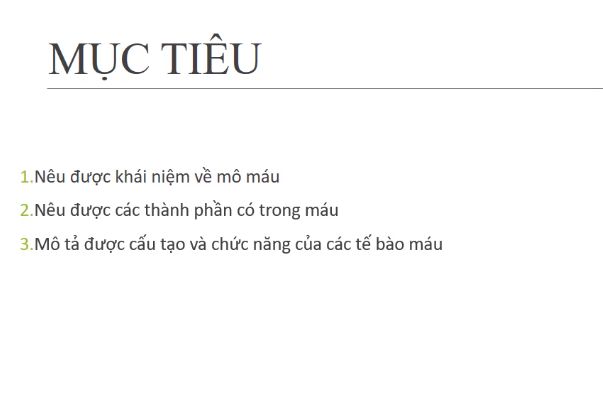 MỤC TIÊU
1.Nêu được khái niệm về mô máu
2.Nêu được các thành phần có trong máu
3.Mô tả được cấu tạo và chức năng của các tế bào máu